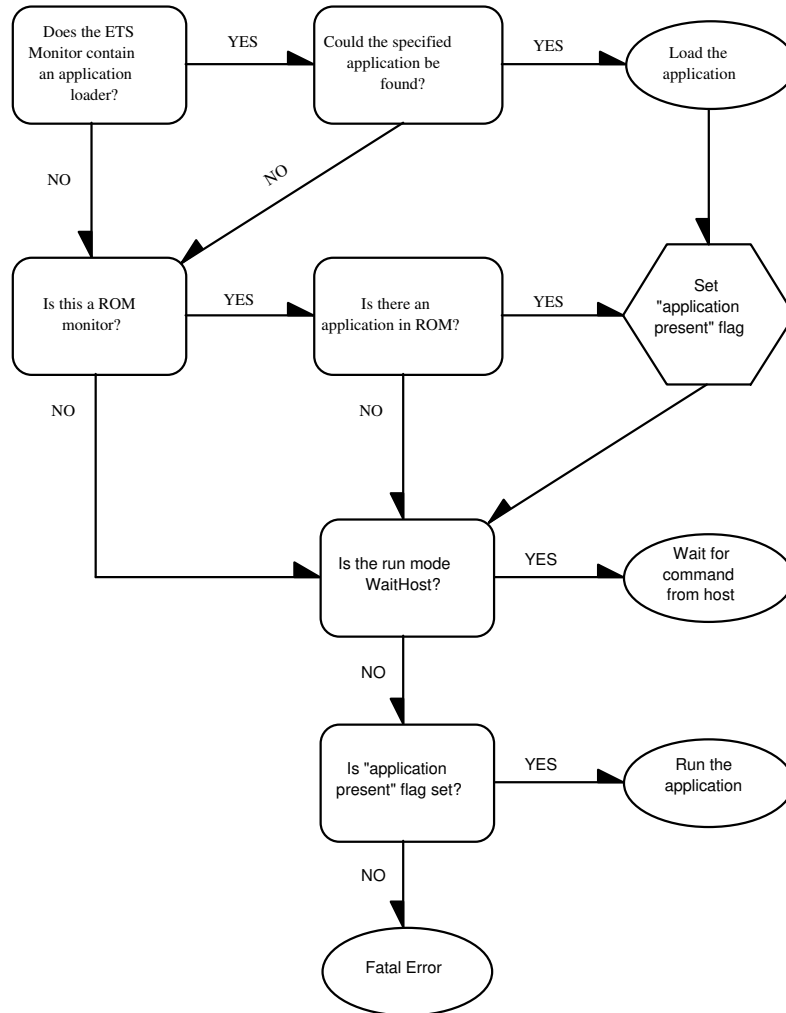 Does the ETS
Monitor contain
an application
loader?
YES
Could the specified
application be
found?
YES
Load the
application
NO
NO
Is this a ROM
monitor?
YES
Is there an
application in ROM?
YES
Set
"application
present" flag
NO
NO
Is the run mode
WaitHost?
YES
Wait for
command
from host
NO
Is "application
present" flag set?
YES
Run the
application
NO
Fatal Error